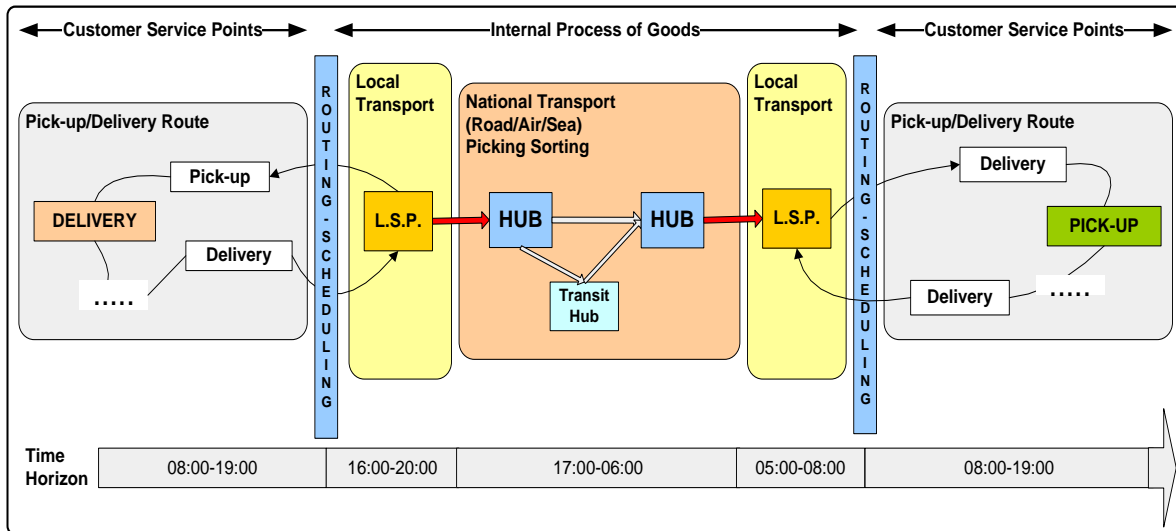 Customer Service Points
Internal Process of Goods
Customer Service Points
Pick-up/Delivery Route
Pick-up
DELIVERY
Delivery
.....
ROUTING-SCHEDULING
Local
Transport
L.S.P.
National Transport
(Road/Air/Sea)
Picking Sorting
HUB
HUB
Transit
Hub
Local
Transport
L.S.P.
ROUTING-SCHEDULING
Pick-up/Delivery Route
Delivery
PICK-UP
.....
Delivery
Time
Horizon
08:00-19:00
16:00-20:00
17:00-06:00
05:00-08:00
08:00-19:00